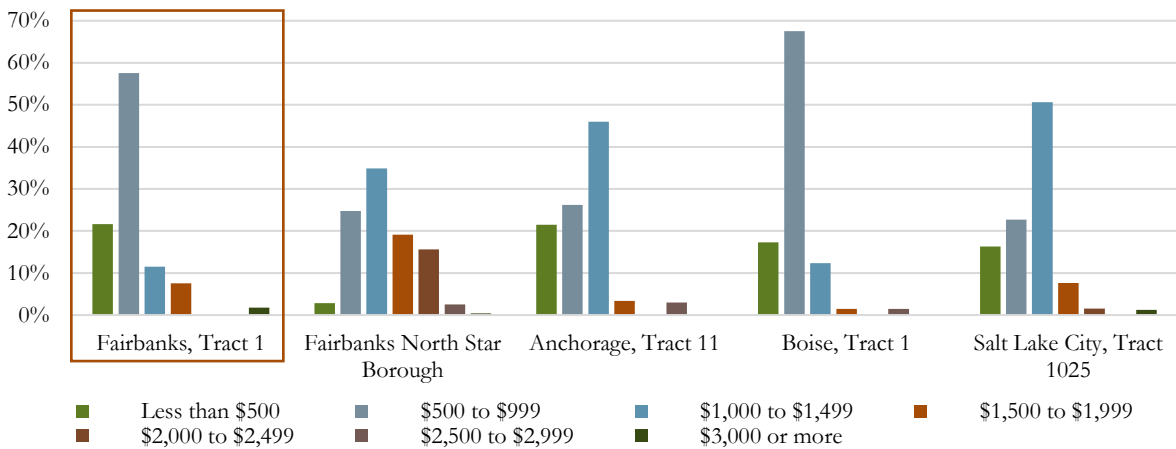 70%
60%
50%
40%
30%
20%
10%
0%
Fairbanks, Tract 1
Fairbanks North Star
Borough
Anchorage, Tract 11
Boise, Tract 1
Salt Lake City, Tract
1025
Less than $500
$500 to $999
$1,000 to $1,499
$1,500 to $1,999
$2,000 to $2,499
$2,500 to $2,999
$3,000 or more